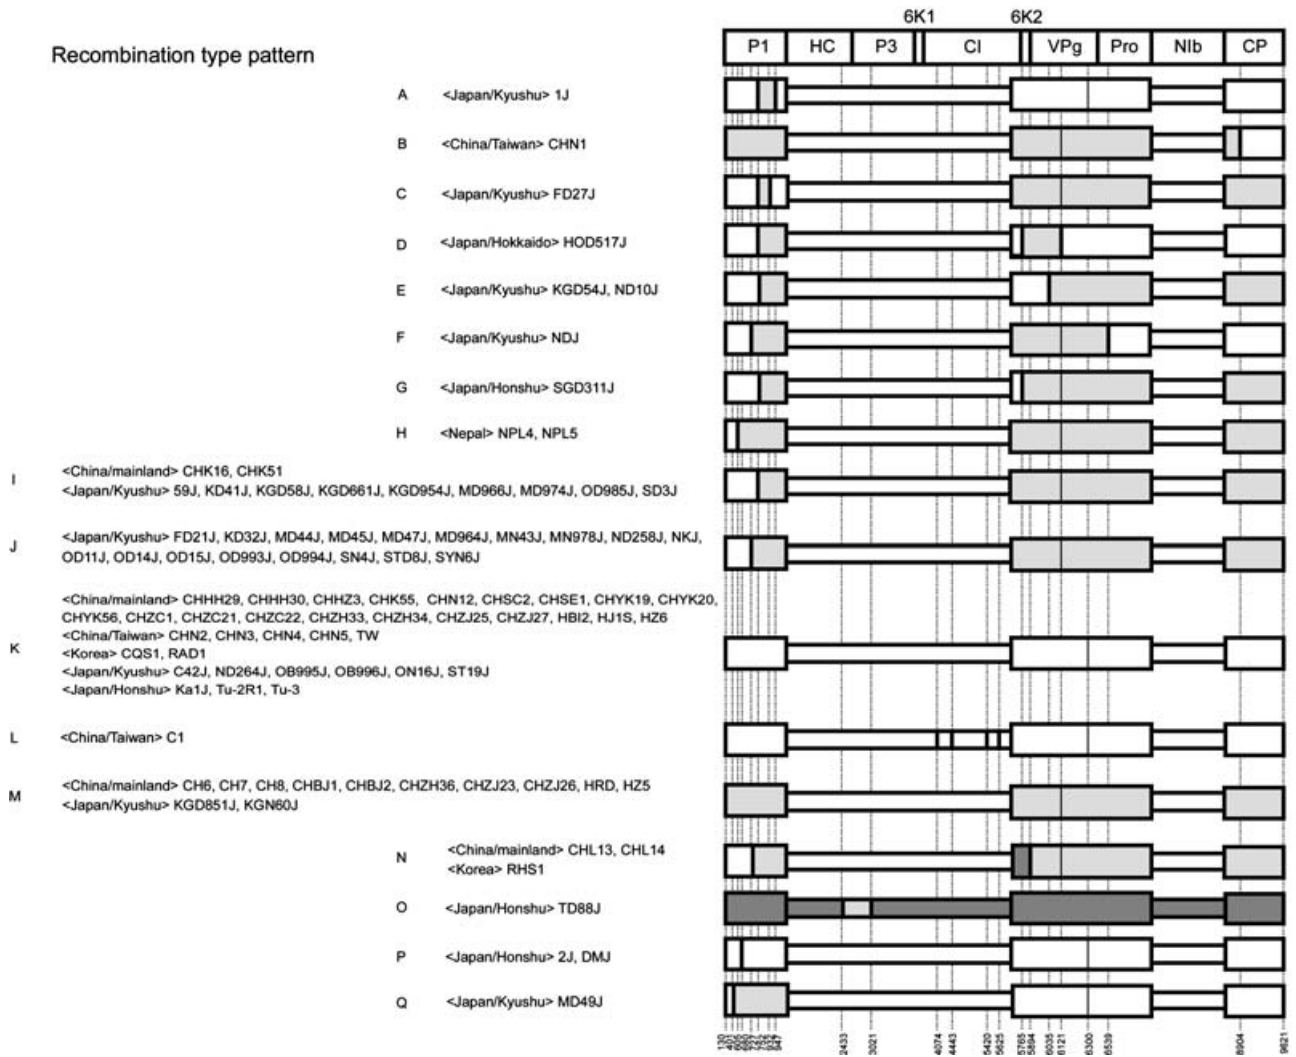 6K1 6K2
P1 HC P3 CI VPg Pro NIb CP
Recombination type pattern
A <Japan/Kyushu> 1J
B <China/Taiwan> CHN1
C <Japan/Kyushu> FD27J
D <Japan/Hokkaido> HOD517J
E <Japan/Kyushu> KGD54J, ND10J
F <Japan/Kyushu> NDJ
G <Japan/Honshu> SGD311J
H <Nepal> NPL4, NPL5
I <China/mainland> CHK16, CHK51
<Japan/Kyushu> 59J, KD41J, KGD58J, KGD661J, KGD954J, MD966J, MD974J, OD985J, SD3J
J <Japan/Kyushu> FD21J, KD32J, MD44J, MD45J, MD47J, MD964J, MN43J, MN978J, ND258J, NKJ,
OD11J, OD14J, OD15J, OD993J, OD994J, SN4J, STD8J, SYN6J
<China/mainland> CHHH29, CHHH30, CHHZ3, CHK55, CHN12, CHSC2, CHSE1, CHYK19, CHYK20,
CHYK56, CHZC1, CHZC21, CHZC22, CHZH33, CHZH34, CHZJ25, CHZJ27, HBI2, HJ1S, HZ6
<China/Taiwan> CHN2, CHN3, CHN4, CHN5, TW
K <Korea> CQS1, RAD1
<Japan/Kyushu> C42J, ND264J, OB995J, OB996J, ON16J, ST19J
<Japan/Honshu> Ka1J, Tu-2R1, Tu-3
L <China/Taiwan> C1
M <China/mainland> CH6, CH7, CH8, CHBJ1, CHBJ2, CHZH36, CHZJ23, CHZJ26, HRD, HZ5
<Japan/Kyushu> KGD851J, KGN60J
N <China/mainland> CHL13, CHL14
<Korea> RHS1
O <Japan/Honshu> TD88J
P <Japan/Honshu> 2J, DMJ
Q <Japan/Kyushu> MD49J
130 401 727 752 947 2433 3021 4074 4443 5420 5625 5765 5894 6035 6121 6300 6539 8904 9621